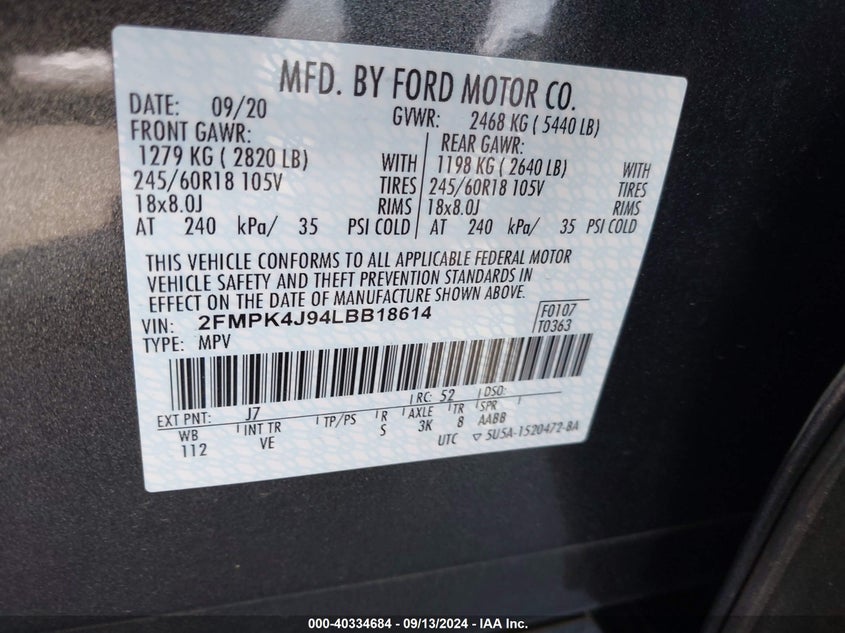 MFD. BY FORD MOTOR CO.
DATE: 09/20 GVWR: 2468 KG ( 5440 LB)
FRONT GAWR: REAR GAWR:
1279 KG ( 2820 LB) WITH 1198 KG ( 2640 LB) WITH
245/60R18 105V TIRES 245/60R18 105V TIRES
18x8.0J RIMS 18x8.0J RIMS
AT 240 kPa/ 35 PSI COLD AT 240 kPa/ 35 PSI COLD
THIS VEHICLE CONFORMS TO ALL APPLICABLE FEDERAL MOTOR
VEHICLE SAFETY AND THEFT PREVENTION STANDARDS IN
EFFECT ON THE DATE OF MANUFACTURE SHOWN ABOVE.
VIN: 2FMPK4J94LBB18614 F0107
TYPE: MPV T0363
EXT PNT: J7 RC: 52 DSO:
WB INT TR TP/PS R AXLE TR SPR
112 VE S 3K 8 AABB
UTC ▽ 5U5A-1520472-BA
000-40334684 - 09/13/2024 - IAA Inc.